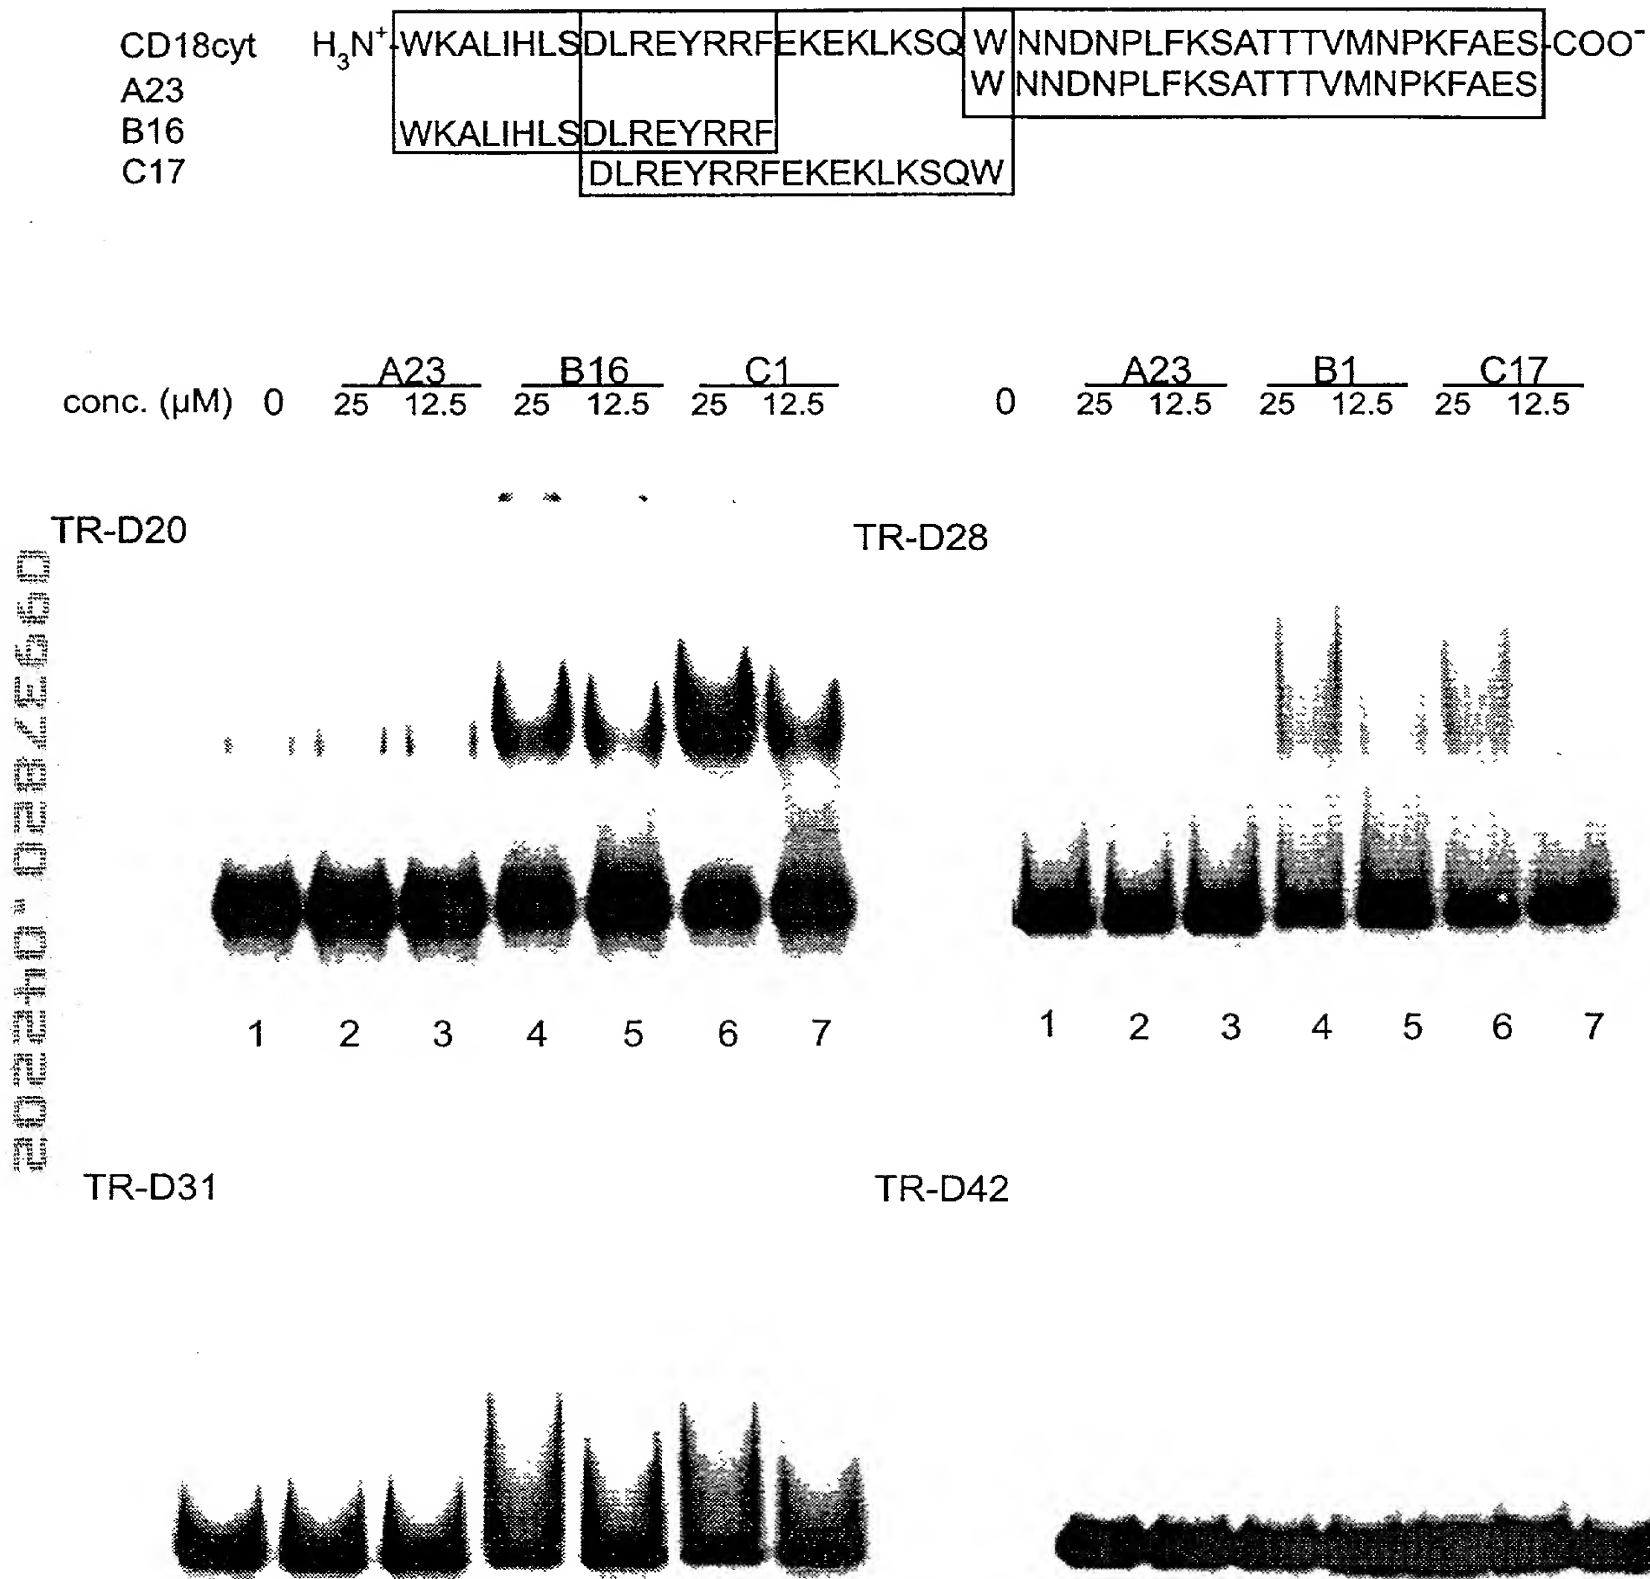 CD18cyt H₃N⁺-WKALIHLSDLREYRRFEKEKLKSQWNNDNPLFKSATTTVMNPKFAES-COO⁻
A23 WNNDNPLFKSATTTVMNPKFAES
B16 WKALIHLSDLREYRRF
C17 DLREYRRFEKEKLKSQW
A23 B16 C1 A23 B1 C17
conc. (µM) 0 25 12.5 25 12.5 25 12.5 0 25 12.5 25 12.5 25 12.5
TR-D20 TR-D28
1 2 3 4 5 6 7 1 2 3 4 5 6 7
TR-D31 TR-D42